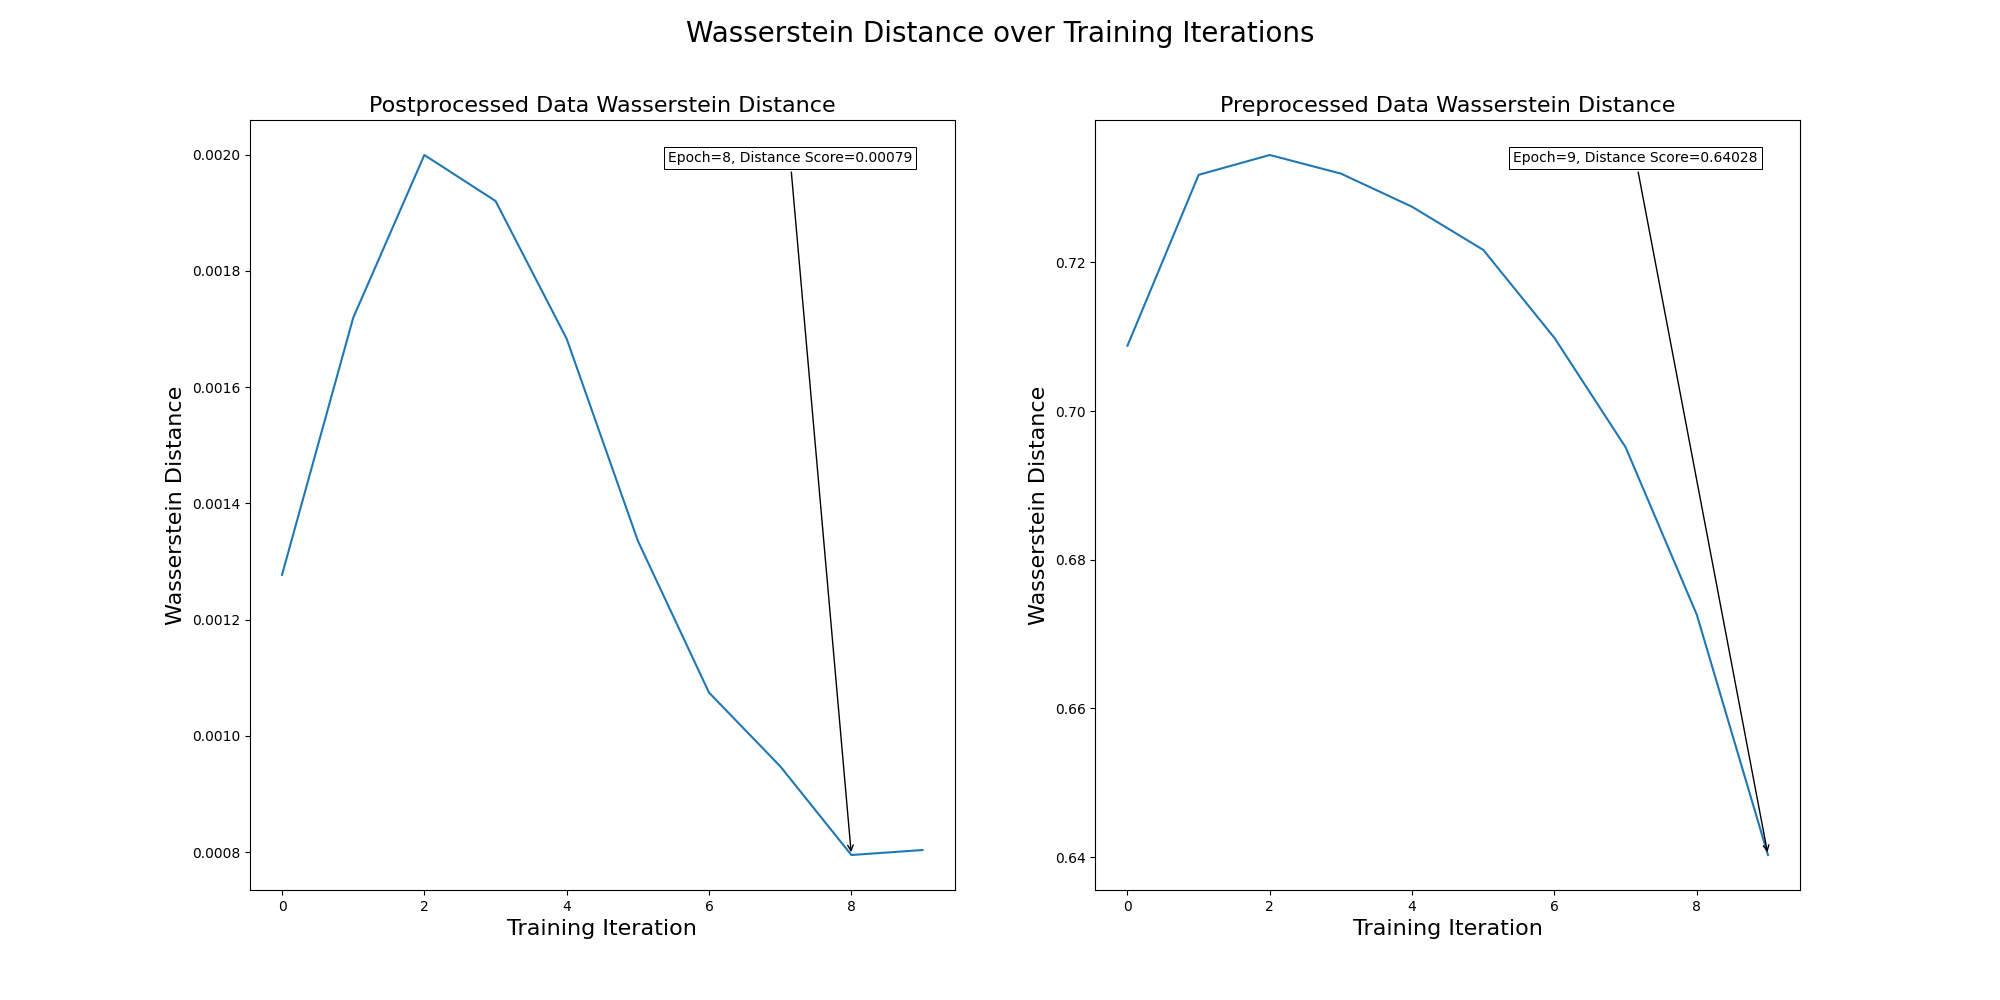 Wasserstein Distance over Training Iterations
Postprocessed Data Wasserstein Distance
Epoch=8, Distance Score=0.00079
0.0020
0.0018
0.0016
0.0014
0.0012
0.0010
0.0008
Wasserstein Distance
0 2 4 6 8
Training Iteration
Preprocessed Data Wasserstein Distance
Epoch=9, Distance Score=0.64028
0.72
0.70
0.68
0.66
0.64
Wasserstein Distance
0 2 4 6 8
Training Iteration